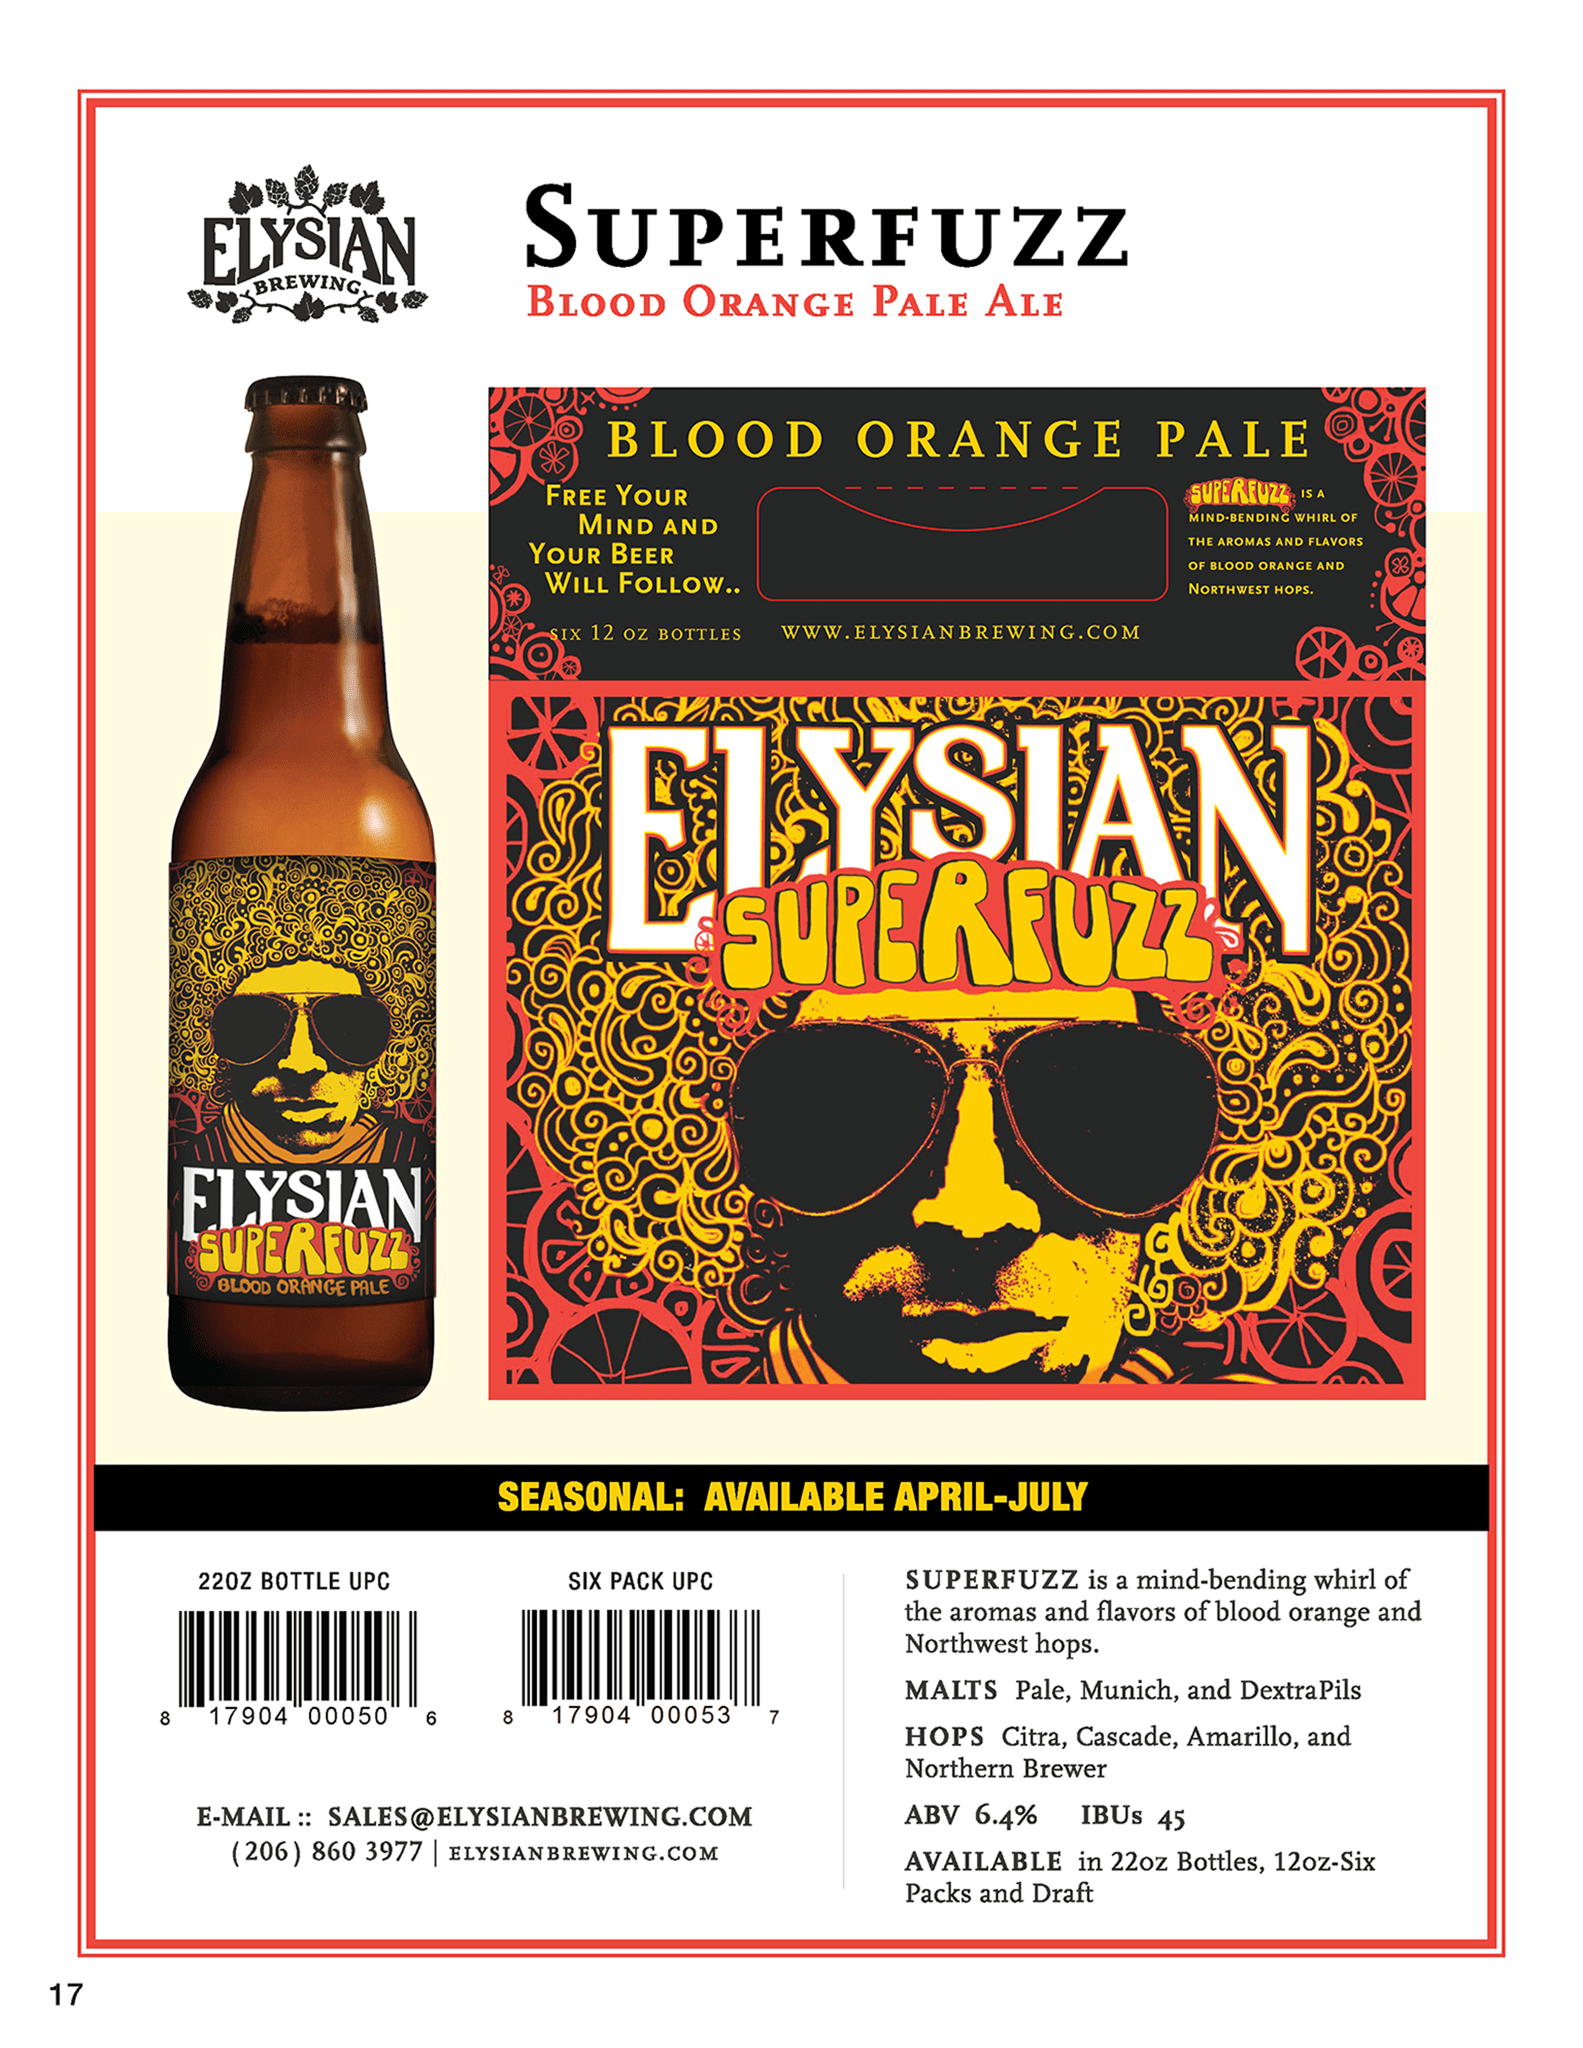 ELYSIAN
BREWING
SUPERFUZZ
BLOOD ORANGE PALE ALE
BLOOD ORANGE PALE
FREE YOUR
MIND AND
YOUR BEER
WILL FOLLOW..
SUPERFUZZ IS A
MIND-BENDING WHIRL OF
THE AROMAS AND FLAVORS
OF BLOOD ORANGE AND
NORTHWEST HOPS.
SIX 12 OZ BOTTLES
WWW.ELYSIANBREWING.COM
ELYSIAN
SUPERFUZZ
ELYSIAN
SUPERFUZZ
BLOOD ORANGE PALE
SEASONAL: AVAILABLE APRIL-JULY
22OZ BOTTLE UPC
8 17904 00050 6
SIX PACK UPC
8 17904 00053 7
E-MAIL :: SALES@ELYSIANBREWING.COM
(206) 860 3977 | ELYSIANBREWING.COM
SUPERFUZZ is a mind-bending whirl of
the aromas and flavors of blood orange and
Northwest hops.
MALTS Pale, Munich, and DextraPils
HOPS Citra, Cascade, Amarillo, and
Northern Brewer
ABV 6.4% IBUs 45
AVAILABLE in 22oz Bottles, 12oz-Six
Packs and Draft
17